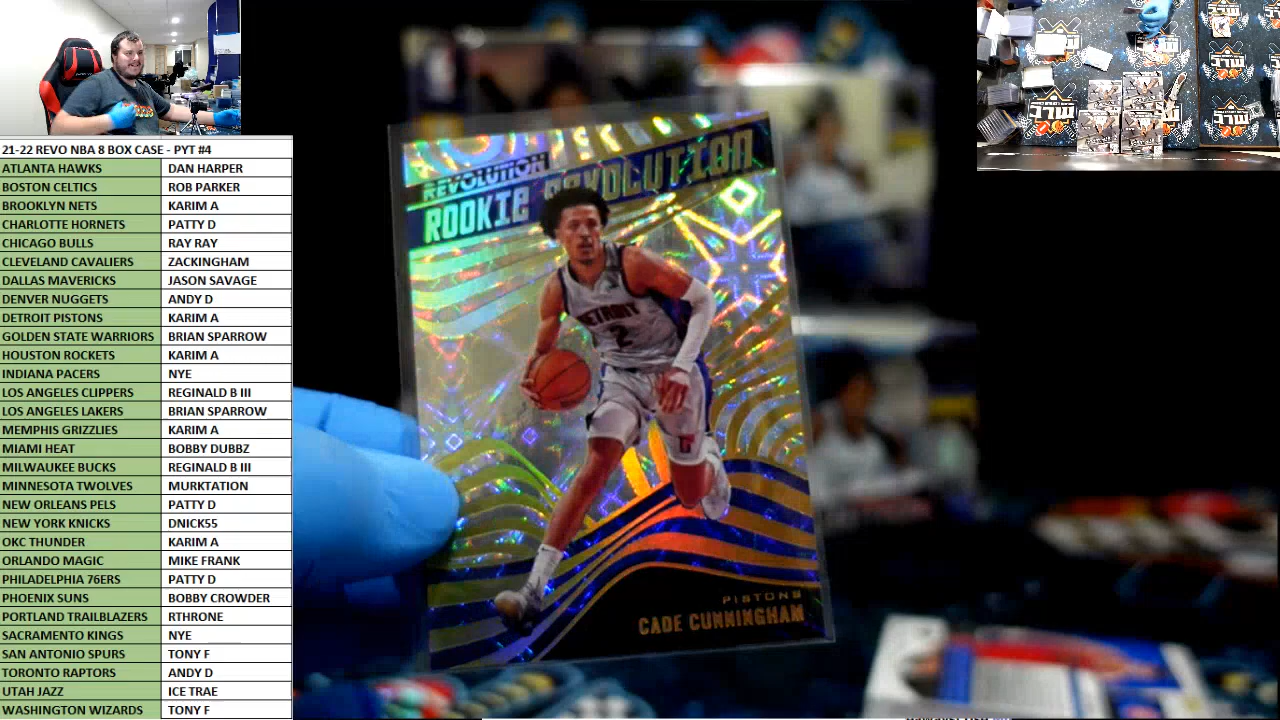 21-22 REVO NBA 8 BOX CASE - PYT #4
ATLANTA HAWKS DAN HARPER
BOSTON CELTICS ROB PARKER
BROOKLYN NETS KARIM A
CHARLOTTE HORNETS PATTY D
CHICAGO BULLS RAY RAY
CLEVELAND CAVALIERS ZACKINGHAM
DALLAS MAVERICKS JASON SAVAGE
DENVER NUGGETS ANDY D
DETROIT PISTONS KARIM A
GOLDEN STATE WARRIORS BRIAN SPARROW
HOUSTON ROCKETS KARIM A
INDIANA PACERS NYE
LOS ANGELES CLIPPERS REGINALD B III
LOS ANGELES LAKERS BRIAN SPARROW
MEMPHIS GRIZZLIES KARIM A
MIAMI HEAT BOBBY DUBBZ
MILWAUKEE BUCKS REGINALD B III
MINNESOTA TWOLVES MURKTATION
NEW ORLEANS PELS PATTY D
NEW YORK KNICKS DNICK55
OKC THUNDER KARIM A
ORLANDO MAGIC MIKE FRANK
PHILADELPHIA 76ERS PATTY D
PHOENIX SUNS BOBBY CROWDER
PORTLAND TRAILBLAZERS RTHRONE
SACRAMENTO KINGS NYE
SAN ANTONIO SPURS TONY F
TORONTO RAPTORS ANDY D
UTAH JAZZ ICE TRAE
WASHINGTON WIZARDS TONY F
REVOLUTION
ROOKIE REVOLUTION
DETROIT
2
PISTONS
CADE CUNNINGHAM